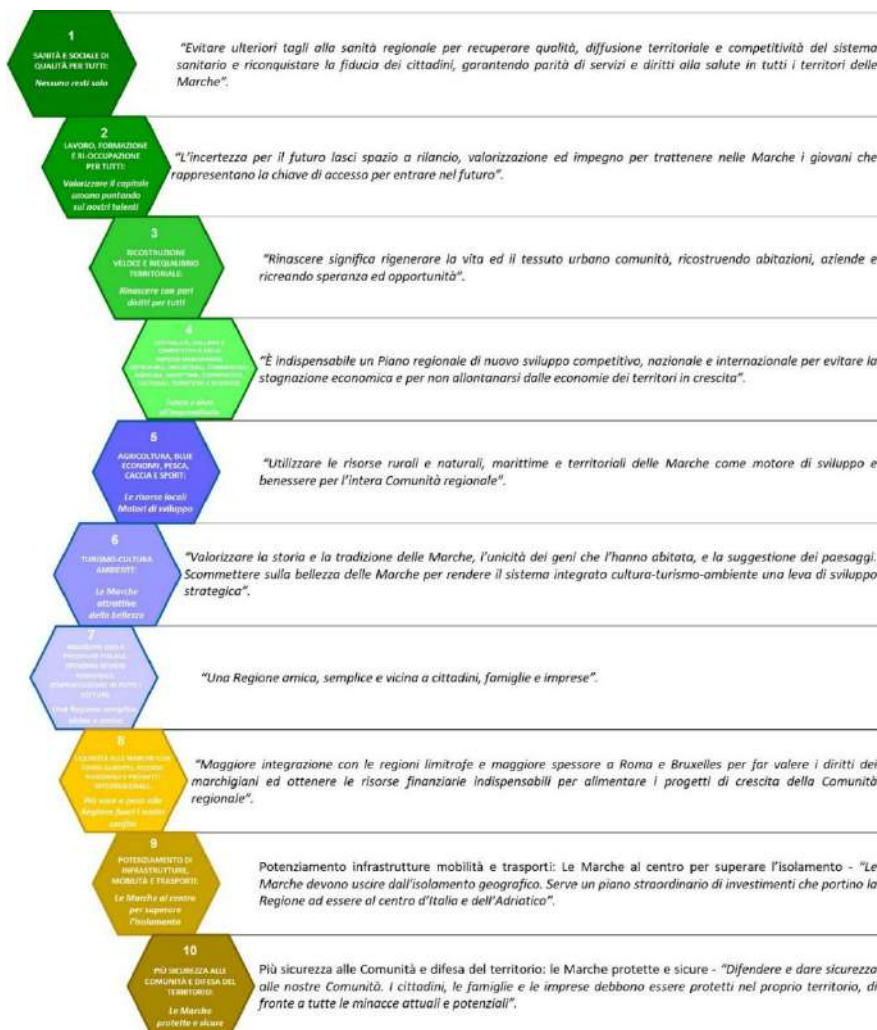 1
SANITÀ E SOCIALE DI
QUALITÀ PER TUTTI:
Nessuno resti solo
"Evitare ulteriori tagli alla sanità regionale per recuperare qualità, diffusione territoriale e competitività del sistema
sanitario e riconquistare la fiducia dei cittadini, garantendo parità di servizi e diritti alla salute in tutti i territori delle
Marche".
2
LAVORO, FORMAZIONE
E RI-OCCUPAZIONE
PER TUTTI:
Valorizzare il capitale
umano puntando
sui nostri talenti
"L'incertezza per il futuro lasci spazio a rilancio, valorizzazione ed impegno per trattenere nelle Marche i giovani che
rappresentano la chiave di accesso per entrare nel futuro".
3
RICOSTRUZIONE
VELOCE E RIEQUILIBRIO
TERRITORIALE:
Rinascere con pari
diritti per tutti
"Rinascere significa rigenerare la vita ed il tessuto urbano comunità, ricostruendo abitazioni, aziende e
ricreando speranza ed opportunità".
4
"È indispensabile un Piano regionale di nuovo sviluppo competitivo, nazionale e internazionale per evitare la
stagnazione economica e per non allontanarsi dalle economie dei territori in crescita".
5
AGRICOLTURA, BLUE
ECONOMY, PESCA,
CACCIA E SPORT:
Le risorse locali
Motori di sviluppo
"Utilizzare le risorse rurali e naturali, marittime e territoriali delle Marche come motore di sviluppo e
benessere per l'intera Comunità regionale".
6
TURISMO-CULTURA
AMBIENTE:
Le Marche
attrattive
della bellezza
"Valorizzare la storia e la tradizione delle Marche, l'unicità dei geni che l'hanno abitata, e la suggestione dei paesaggi.
Scommettere sulla bellezza delle Marche per rendere il sistema integrato cultura-turismo-ambiente una leva di sviluppo
strategica".
7
Una Regione semplice
"Una Regione amica, semplice e vicina a cittadini, famiglie e imprese".
8
Più voce e peso alla
Regione fuori i nostri
confini
"Maggiore integrazione con le regioni limitrofe e maggiore spessore a Roma e Bruxelles per far valere i diritti dei
marchigiani ed ottenere le risorse finanziarie indispensabili per alimentare i progetti di crescita della Comunità
regionale".
9
POTENZIAMENTO DI
INFRASTRUTTURE,
MOBILITÀ E TRASPORTI:
Le Marche al centro
per superare
l'isolamento
Potenziamento infrastrutture mobilità e trasporti: Le Marche al centro per superare l'isolamento - "Le
Marche devono uscire dall'isolamento geografico. Serve un piano straordinario di investimenti che portino la
Regione ad essere al centro d'Italia e dell'Adriatico".
10
PIÙ SICUREZZA ALLE
COMUNITÀ E DIFESA DEL
TERRITORIO:
Le Marche
protette e sicure
Più sicurezza alle Comunità e difesa del territorio: le Marche protette e sicure - "Difendere e dare sicurezza
alle nostre Comunità. I cittadini, le famiglie e le imprese debbono essere protetti nel proprio territorio, di
fronte a tutte le minacce attuali e potenziali".